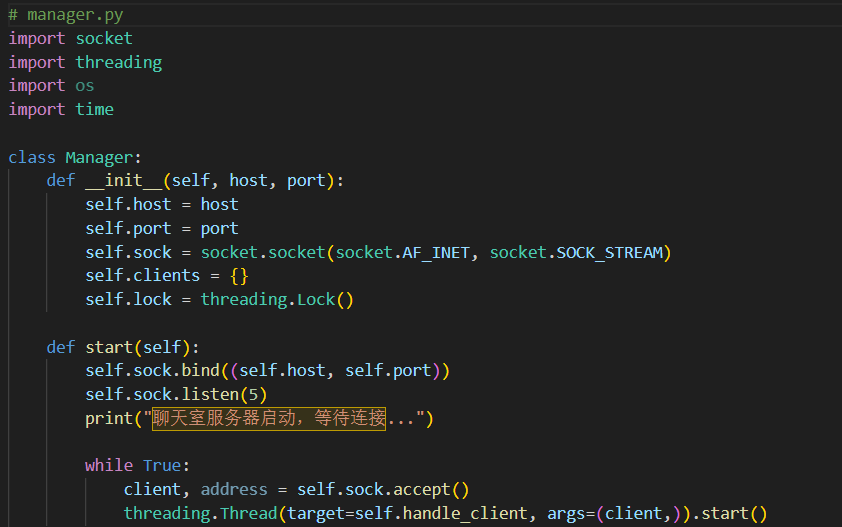 # manager.py
import socket
import threading
import os
import time
class Manager:
def __init__(self, host, port):
self.host = host
self.port = port
self.sock = socket.socket(socket.AF_INET, socket.SOCK_STREAM)
self.clients = {}
self.lock = threading.Lock()
def start(self):
self.sock.bind((self.host, self.port))
self.sock.listen(5)
print("聊天室服务器启动，等待连接...")
while True:
client, address = self.sock.accept()
threading.Thread(target=self.handle_client, args=(client,)).start()